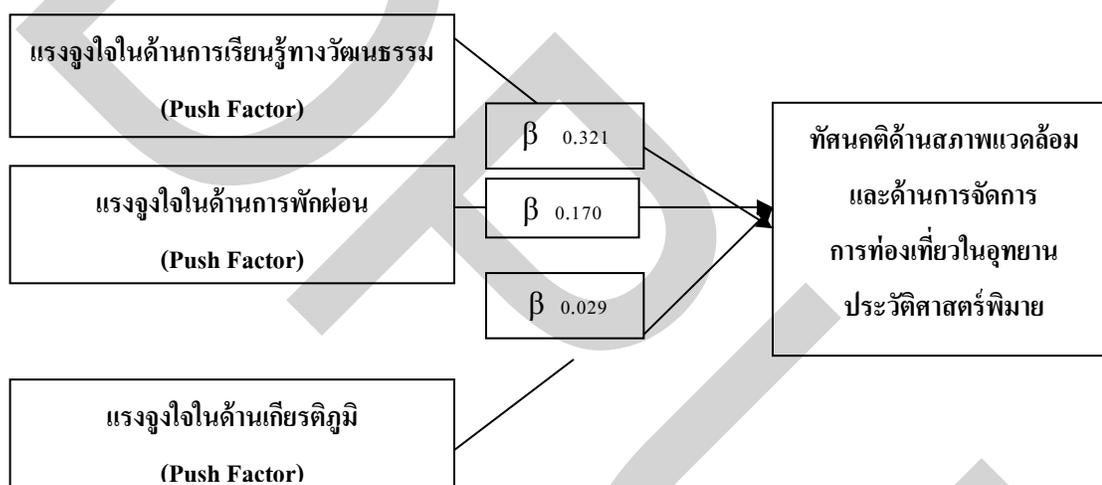 แรงจูงใจในด้านการเรียนรู้ทางวัฒนธรรม
(Push Factor)
β 0.321
แรงจูงใจในด้านการพักผ่อน
(Push Factor)
β 0.170
β 0.029
แรงจูงใจในด้านเกียรติภูมิ
(Push Factor)
ทัศนคติด้านสภาพแวดล้อม
และด้านการจัดการ
การท่องเที่ยวในอุทยาน
ประวัติศาสตร์พิมาย